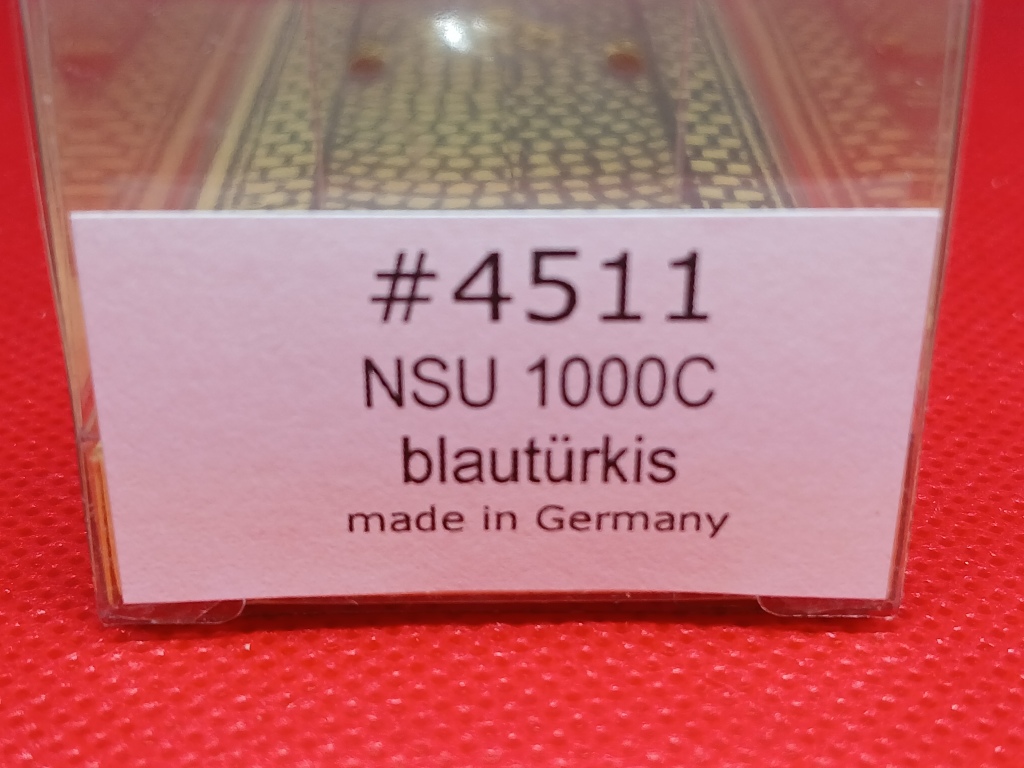 #4511
NSU 1000C
blautürkis
made in Germany